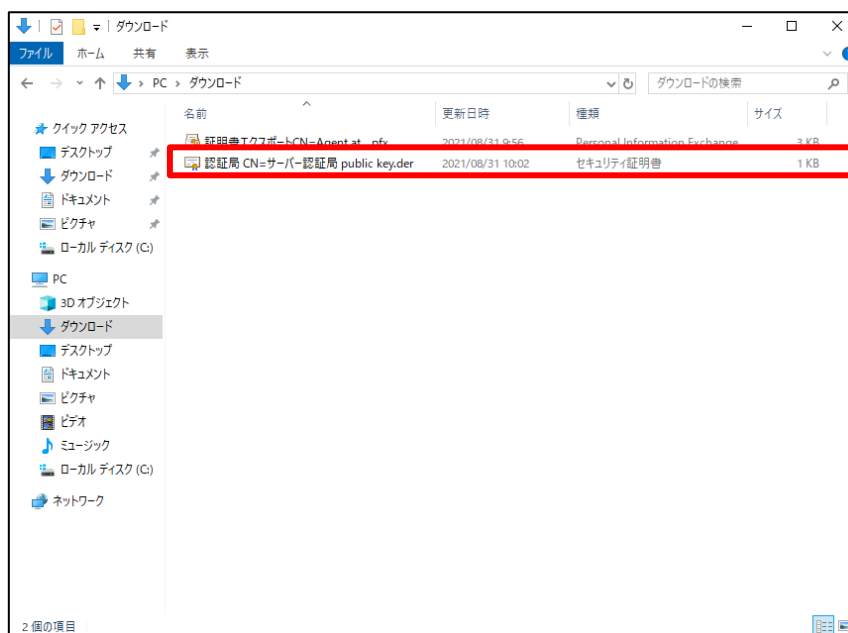 ダウンロード
ファイル ホーム 共有 表示
PC › ダウンロード ダウンロードの検索
名前 更新日時 種類 サイズ
証明書エクスポートCN=Agent at pfx 2021/08/31 9:56 Personal Information Exchange 3 KB
認証局 CN=サーバー認証局 public key.der 2021/08/31 10:02 セキュリティ証明書 1 KB
クイック アクセス
デスクトップ
ダウンロード
ドキュメント
ピクチャ
ローカル ディスク (C:)
PC
3D オブジェクト
ダウンロード
デスクトップ
ドキュメント
ピクチャ
ビデオ
ミュージック
ローカル ディスク (C:)
ネットワーク
2 個の項目